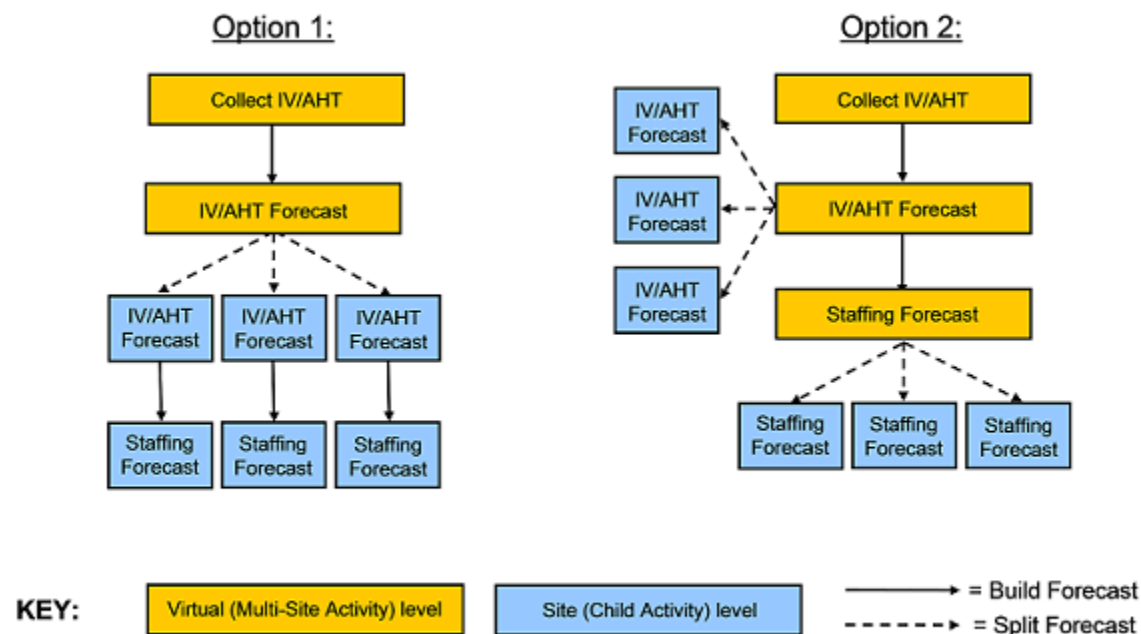 Option 1:
Collect IV/AHT
IV/AHT Forecast
IV/AHT
Forecast
IV/AHT
Forecast
IV/AHT
Forecast
Staffing
Forecast
Staffing
Forecast
Staffing
Forecast
Option 2:
Collect IV/AHT
IV/AHT
Forecast
IV/AHT
Forecast
IV/AHT
Forecast
IV/AHT Forecast
Staffing Forecast
Staffing
Forecast
Staffing
Forecast
Staffing
Forecast
KEY:
Virtual (Multi-Site Activity) level
Site (Child Activity) level
= Build Forecast
= Split Forecast